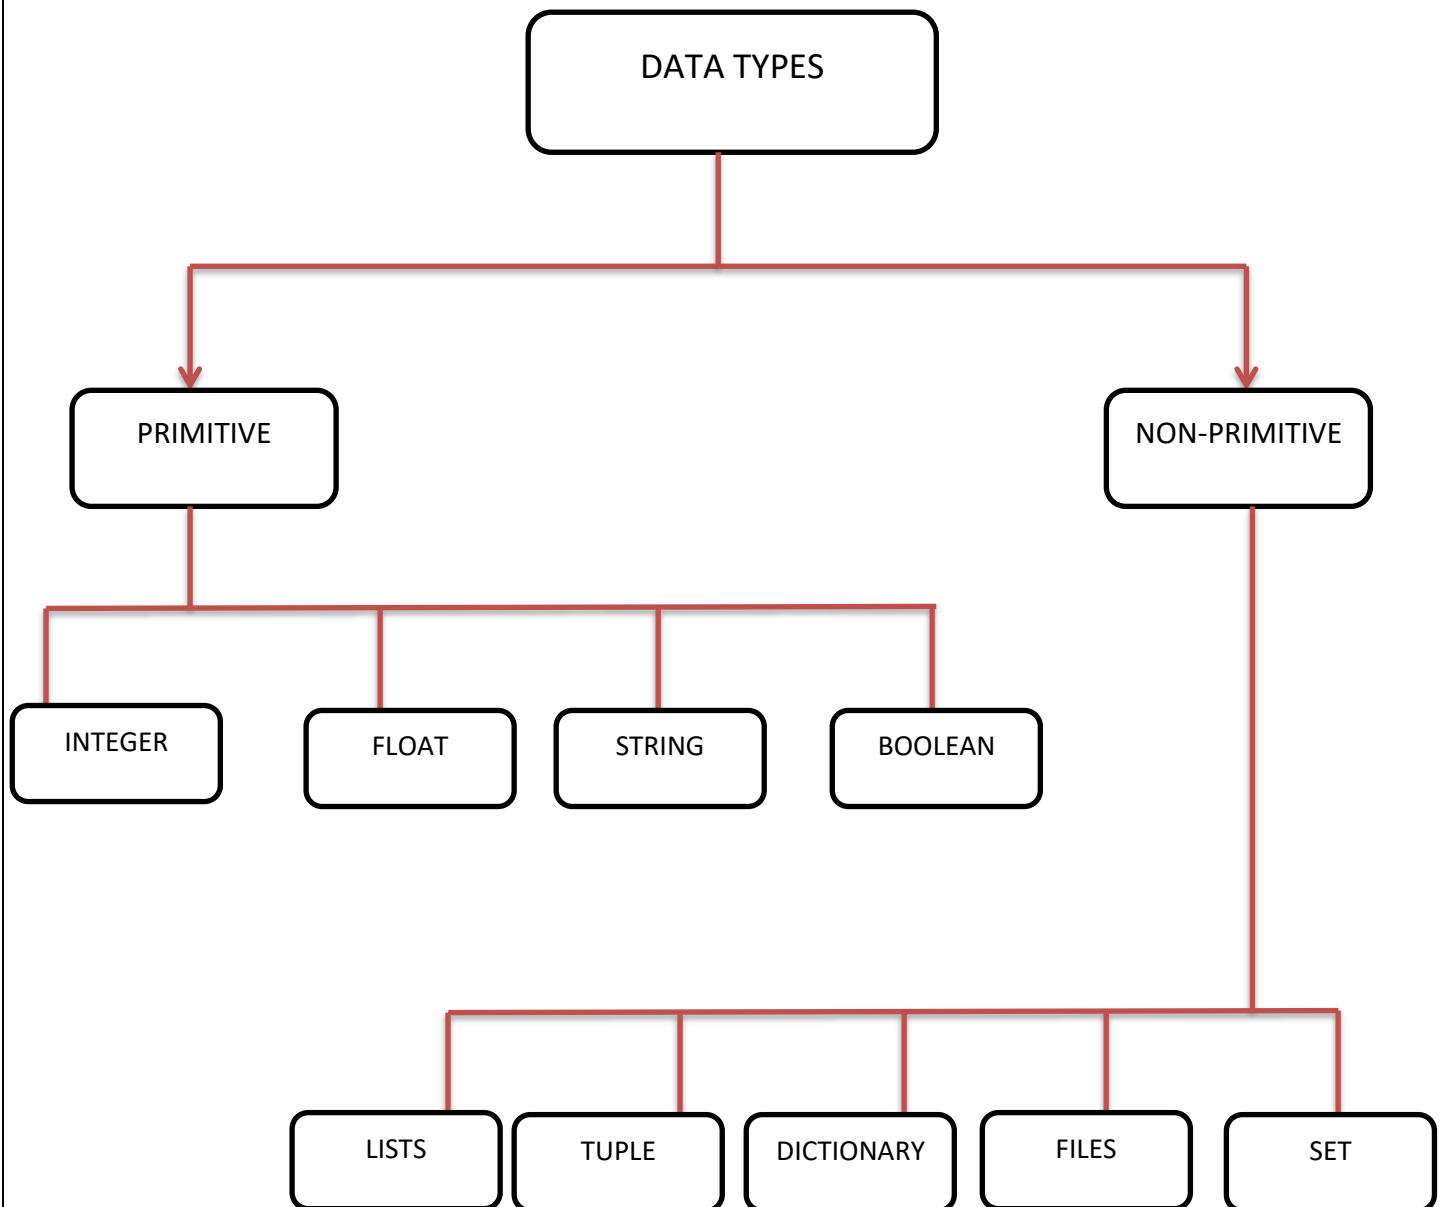 DATA TYPES
PRIMITIVE
NON-PRIMITIVE
INTEGER
FLOAT
STRING
BOOLEAN
LISTS
TUPLE
DICTIONARY
FILES
SET